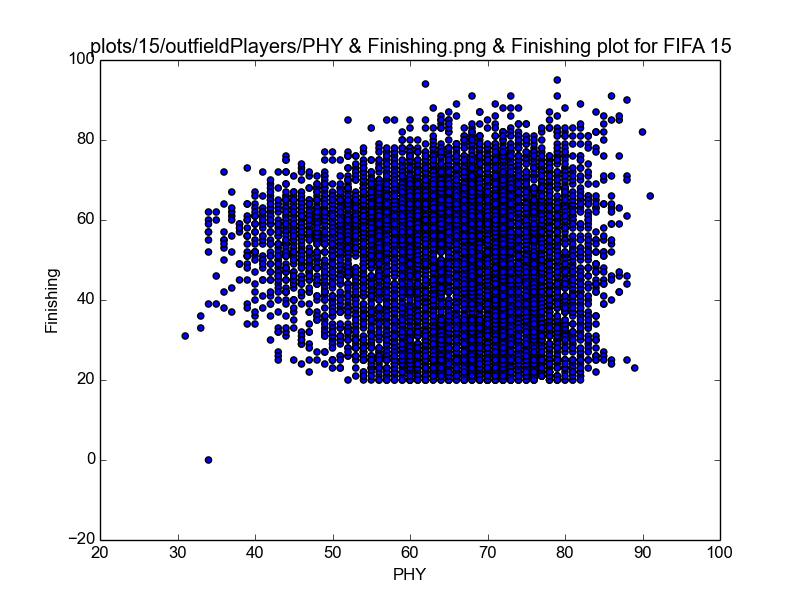 plots/15/outfieldPlayers/PHY & Finishing.png & Finishing plot for FIFA 15
100
80
60
40
20
0
−20
Finishing
20 30 40 50 60 70 80 90 100
PHY